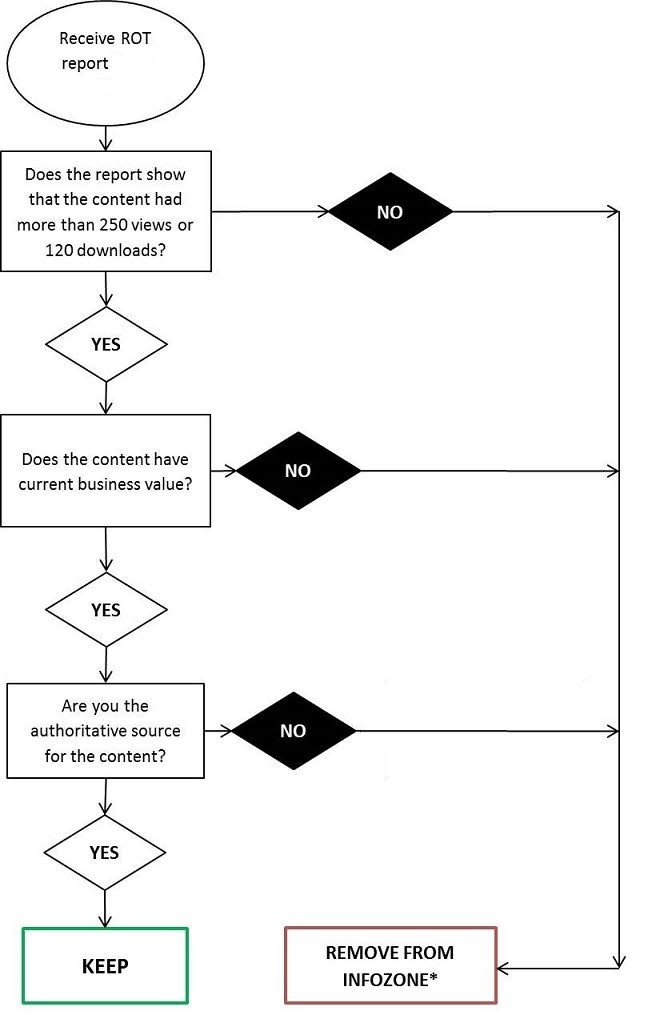 Receive ROT
report
Does the report show
that the content had
more than 250 views or
120 downloads?
NO
YES
Does the content have
current business value?
NO
YES
Are you the
authoritative source
for the content?
NO
YES
KEEP
REMOVE FROM
INFOZONE*